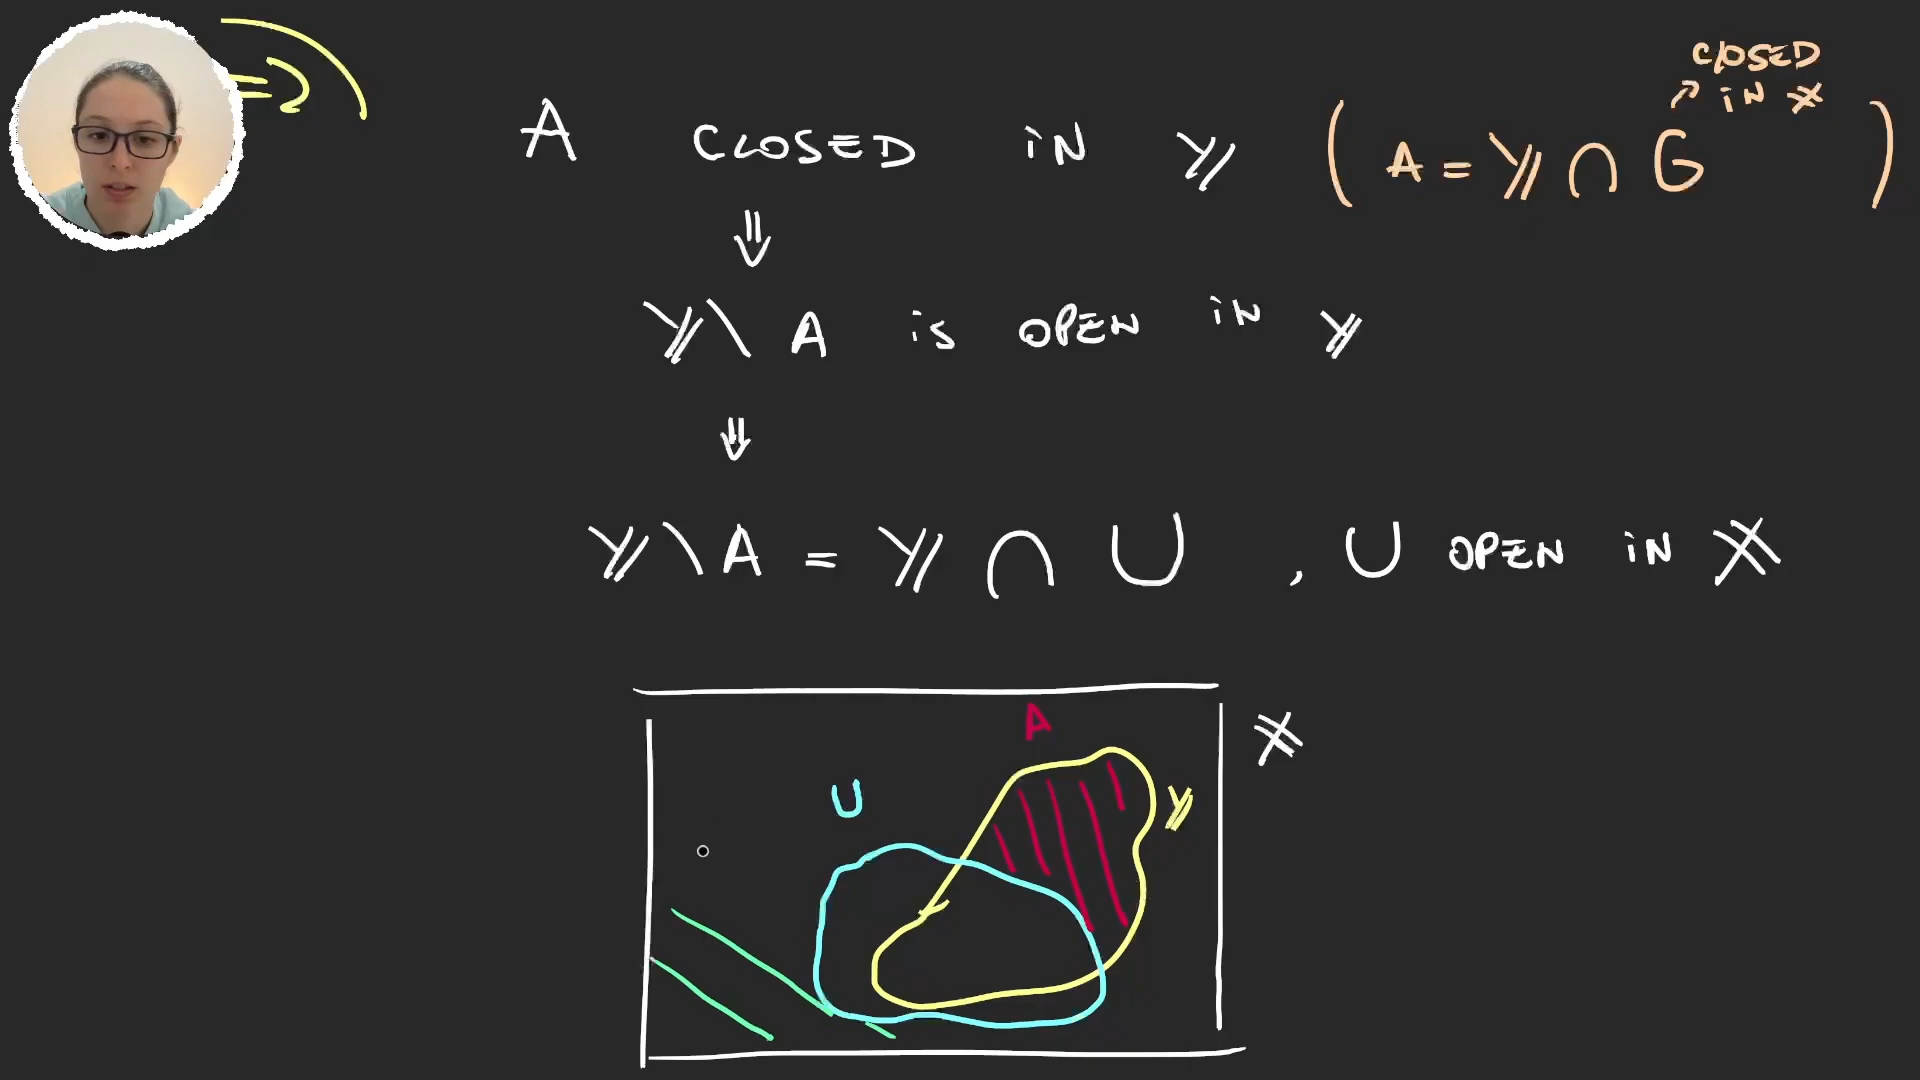 ⇒
A CLOSED IN Y ( A = Y ∩ G ↗ CLOSED IN X )
⇓
Y \ A is OPEN IN Y
⇓
Y \ A = Y ∩ U , U OPEN IN X
A
X
U
Y